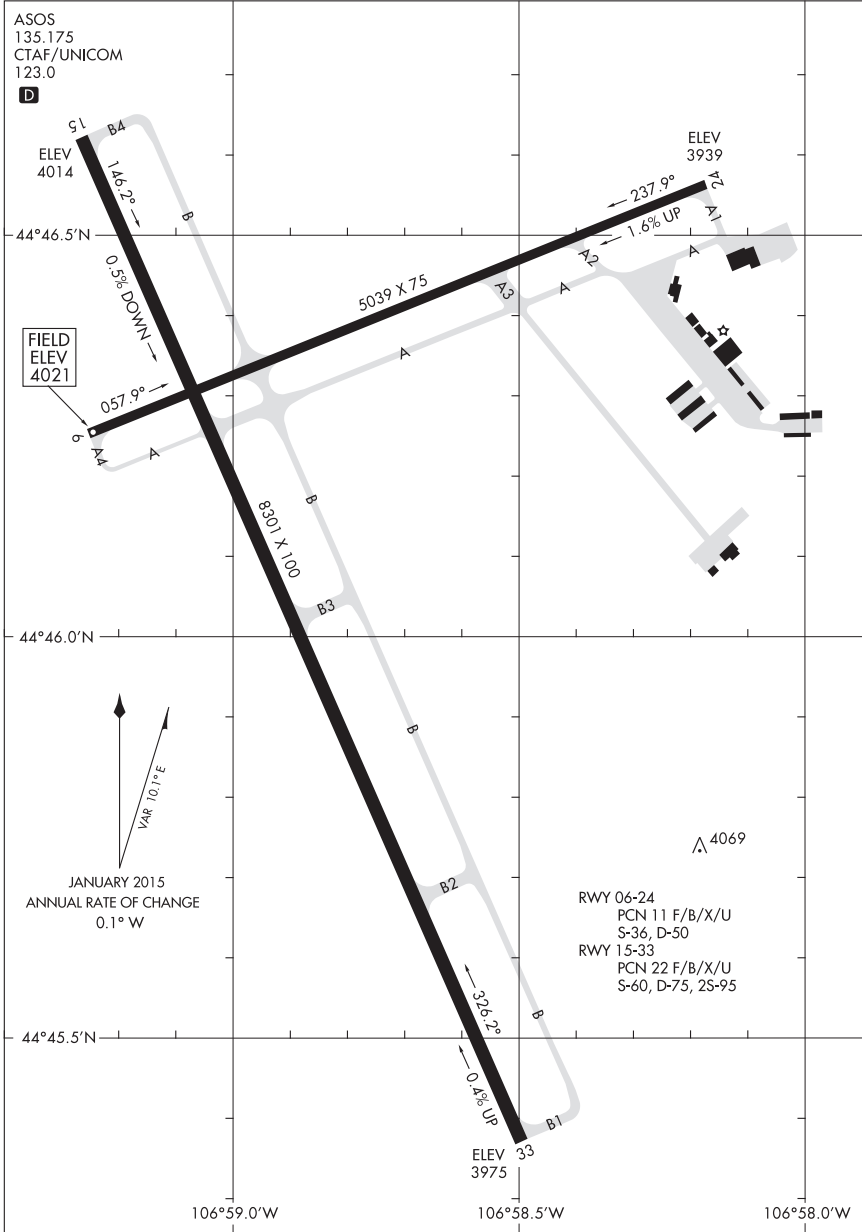 ASOS
135.175
CTAF/UNICOM
123.0
D
15
B4
ELEV
4014
146.2°
B
0.5% DOWN
ELEV
3939
24
237.9°
1.6% UP
A1
44°46.5'N
A2
A
A3
A
5039 X 75
A
FIELD
ELEV
4021
057.9°
6
A4
A
B
8301 X 100
B3
44°46.0'N
B
VAR 10.1° E
JANUARY 2015
ANNUAL RATE OF CHANGE
0.1° W
4069
B2
RWY 06-24
PCN 11 F/B/X/U
S-36, D-50
RWY 15-33
PCN 22 F/B/X/U
S-60, D-75, 2S-95
326.2°
B
44°45.5'N
0.4% UP
B1
ELEV
3975
33
106°59.0'W
106°58.5'W
106°58.0'W